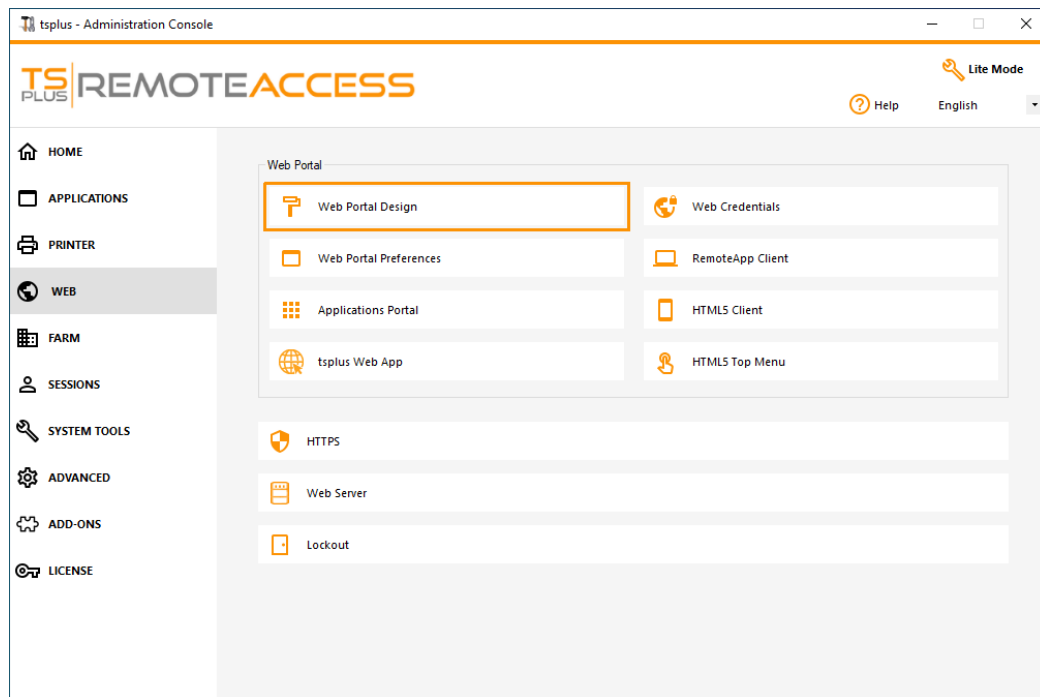 tsplus - Administration Console
TS PLUS REMOTEACCESS
Lite Mode
Help
English
HOME
APPLICATIONS
PRINTER
WEB
FARM
SESSIONS
SYSTEM TOOLS
ADVANCED
ADD-ONS
LICENSE
Web Portal
Web Portal Design
Web Credentials
Web Portal Preferences
RemoteApp Client
Applications Portal
HTML5 Client
tsplus Web App
HTML5 Top Menu
HTTPS
Web Server
Lockout